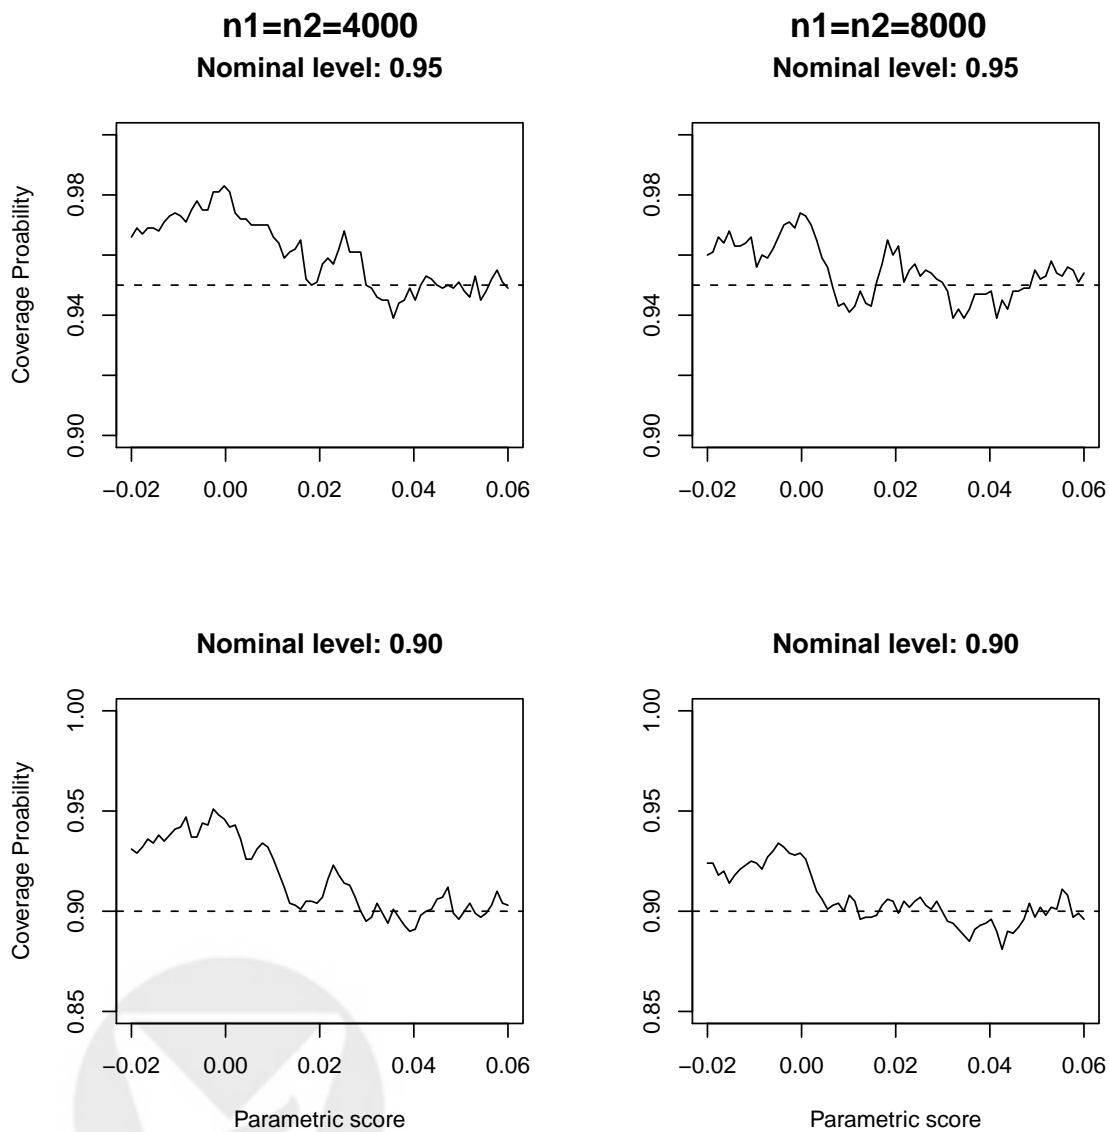 n1=n2=4000
Nominal level: 0.95
n1=n2=8000
Nominal level: 0.95
Coverage Proability
0.98
0.94
0.90
−0.02 0.00 0.02 0.04 0.06
0.98
0.94
0.90
−0.02 0.00 0.02 0.04 0.06
Nominal level: 0.90
Nominal level: 0.90
Coverage Proability
1.00
0.95
0.90
0.85
−0.02 0.00 0.02 0.04 0.06
Parametric score
1.00
0.95
0.90
0.85
−0.02 0.00 0.02 0.04 0.06
Parametric score